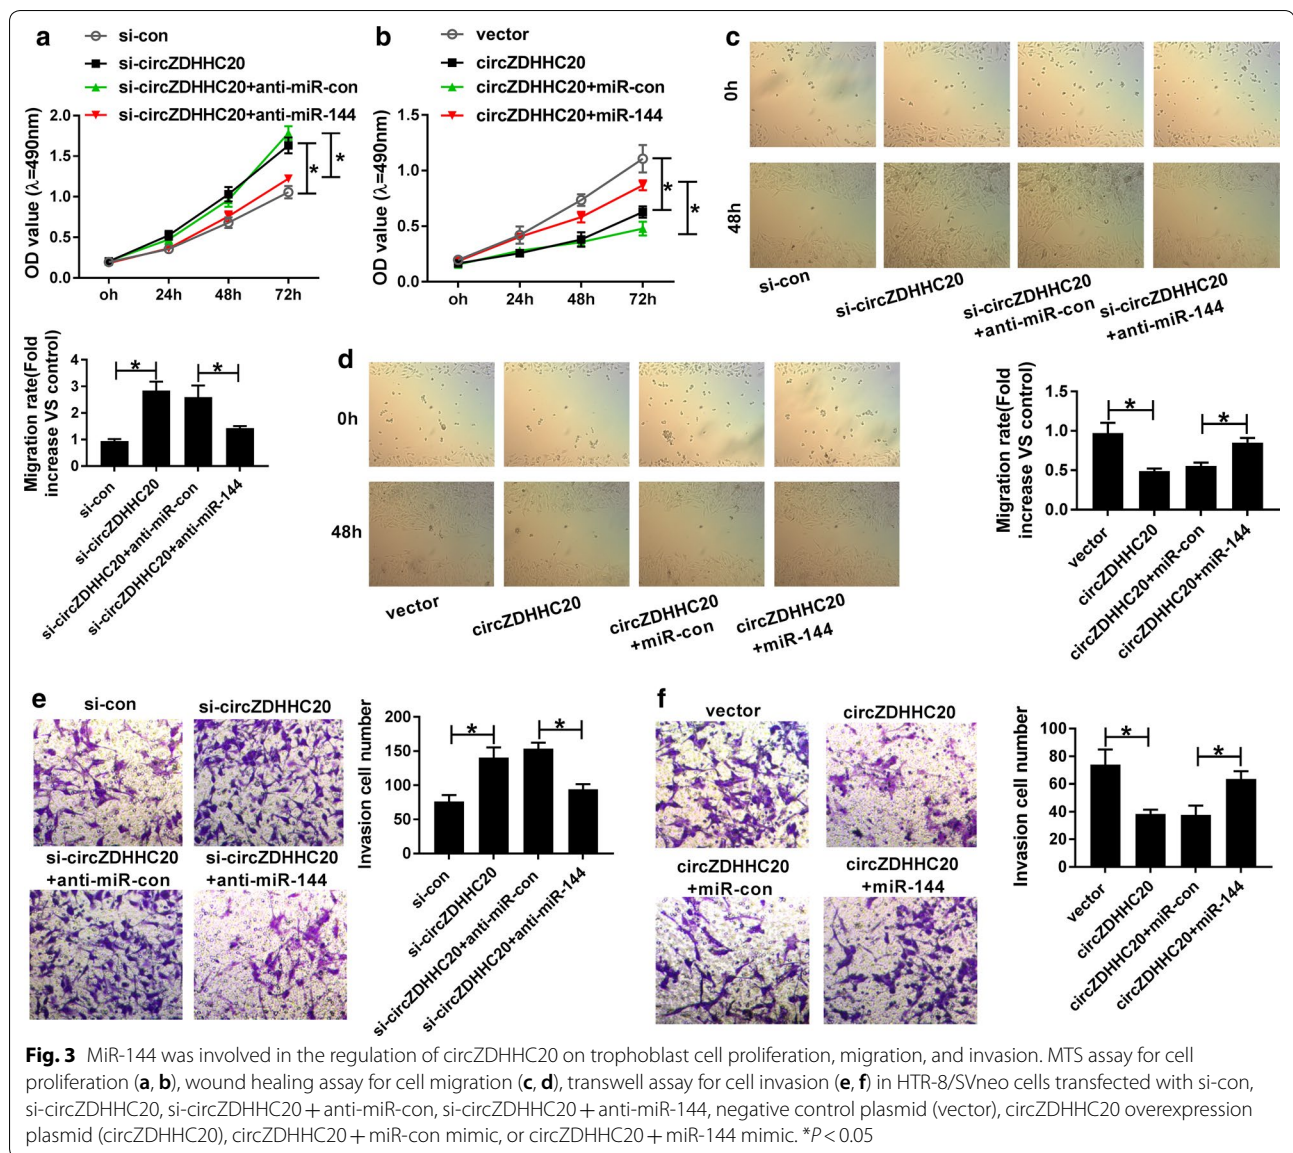 a
si-con
si-circZDHHC20
si-circZDHHC20+anti-miR-con
si-circZDHHC20+anti-miR-144
OD value (λ=490nm)
2.0
1.5
1.0
0.5
0.0
oh 24h 48h 72h
*
*
b
vector
circZDHHC20
circZDHHC20+miR-con
circZDHHC20+miR-144
OD value (λ=490nm)
1.5
1.0
0.5
0.0
oh 24h 48h 72h
*
*
c
0h
48h
si-con
si-circZDHHC20
si-circZDHHC20
+anti-miR-con
si-circZDHHC20
+anti-miR-144
Migration rate(Fold
increase VS control)
4
3
2
1
0
*
*
si-con
si-circZDHHC20
si-circZDHHC20+anti-miR-con
si-circZDHHC20+anti-miR-144
d
0h
48h
vector
circZDHHC20
circZDHHC20
+miR-con
circZDHHC20
+miR-144
Migration rate(Fold
increase VS control)
1.5
1.0
0.5
0.0
*
*
vector
circZDHHC20
circZDHHC20+miR-con
circZDHHC20+miR-144
e
si-con
si-circZDHHC20
si-circZDHHC20
+anti-miR-con
si-circZDHHC20
+anti-miR-144
Invasion cell number
200
150
100
50
0
*
*
si-con
si-circZDHHC20
si-circZDHHC20+anti-miR-con
si-circZDHHC20+anti-miR-144
f
vector
circZDHHC20
circZDHHC20
+miR-con
circZDHHC20
+miR-144
Invasion cell number
100
80
60
40
20
0
*
*
vector
circZDHHC20
circZDHHC20+miR-con
circZDHHC20+miR-144
Fig. 3 MiR-144 was involved in the regulation of circZDHHC20 on trophoblast cell proliferation, migration, and invasion. MTS assay for cell
proliferation (a, b), wound healing assay for cell migration (c, d), transwell assay for cell invasion (e, f) in HTR-8/SVneo cells transfected with si-con,
si-circZDHHC20, si-circZDHHC20 + anti-miR-con, si-circZDHHC20 + anti-miR-144, negative control plasmid (vector), circZDHHC20 overexpression
plasmid (circZDHHC20), circZDHHC20 + miR-con mimic, or circZDHHC20 + miR-144 mimic. *P < 0.05